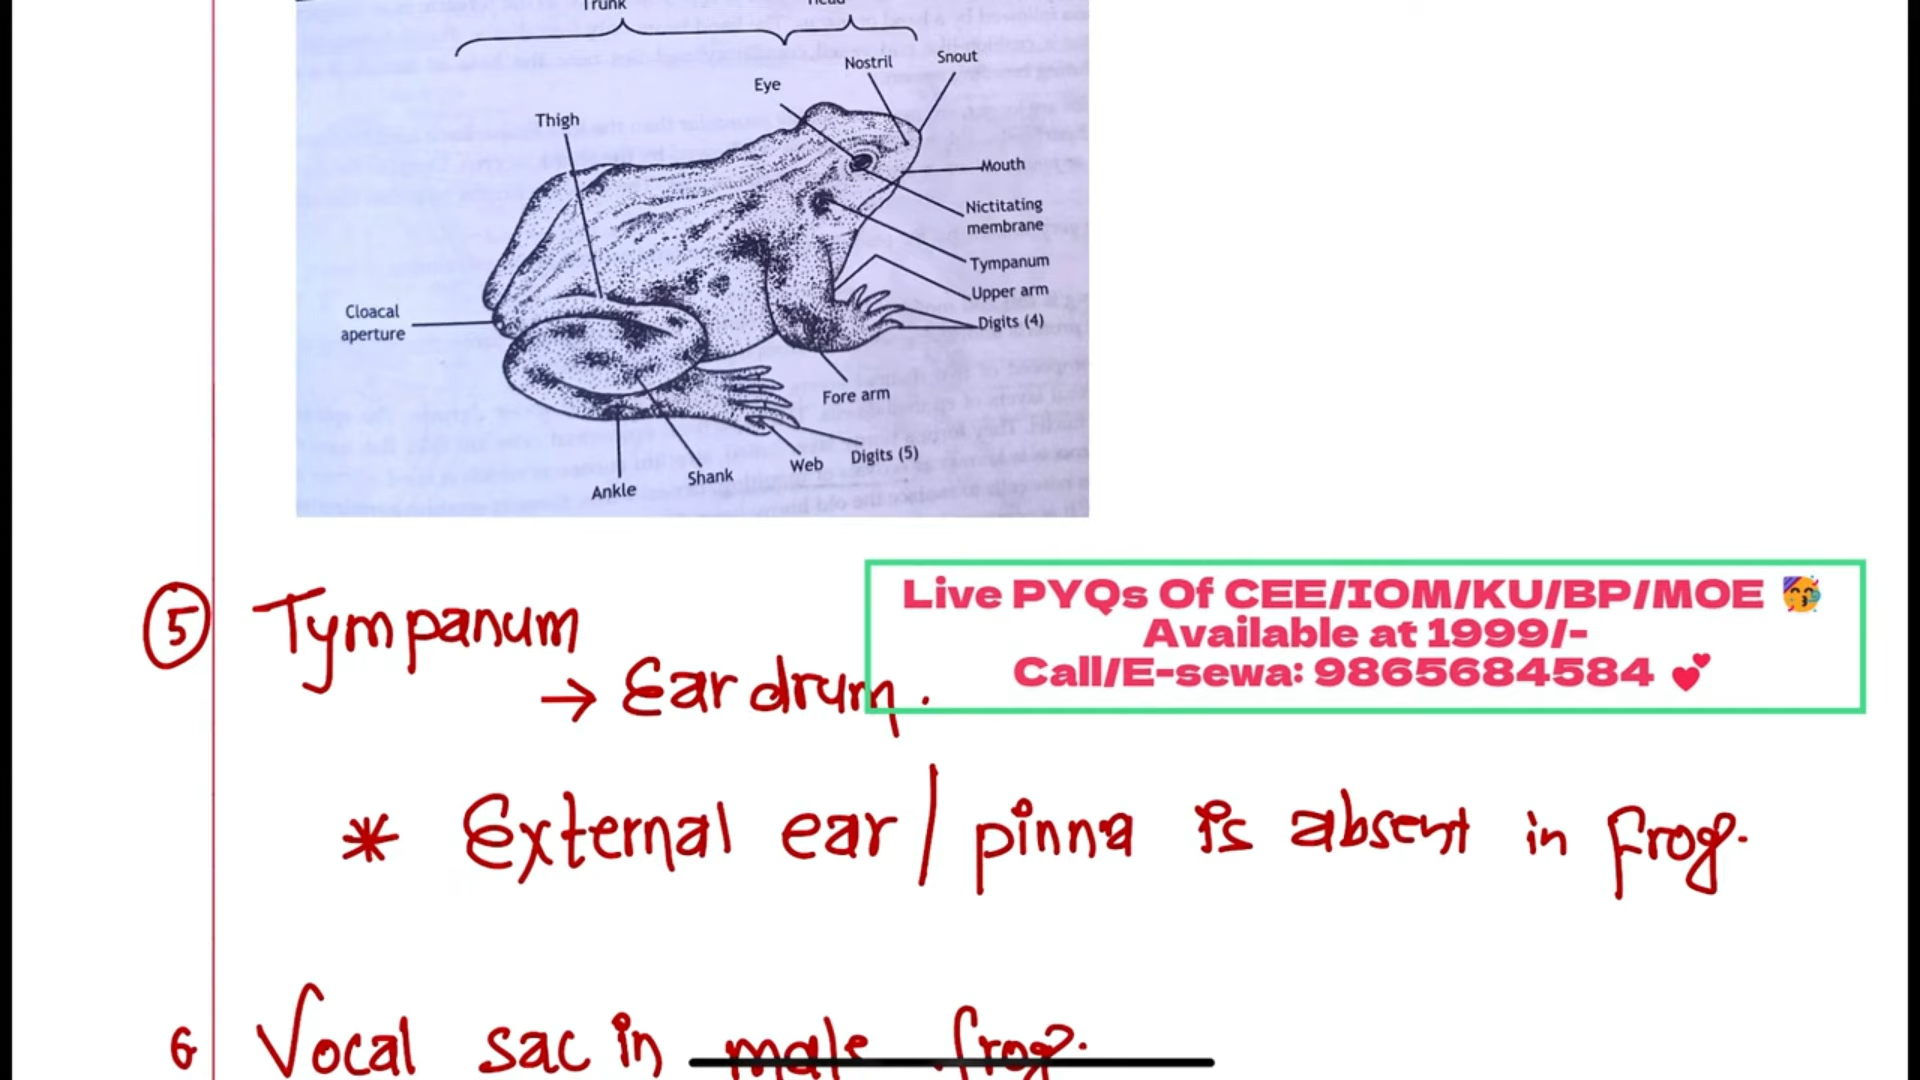 Trunk
Head
Nostril
Snout
Eye
Thigh
Mouth
Nictitating
membrane
Tympanum
Upper arm
Digits (4)
Cloacal
aperture
Fore arm
Digits (5)
Web
Shank
Ankle
5 Tympanum
→ Ear drum.
Live PYQs Of CEE/IOM/KU/BP/MOE 🥳
Available at 1999/-
Call/E-sewa: 9865684584 💕
* External ear / pinna is absent in frog.
6 Vocal sac in male frog.